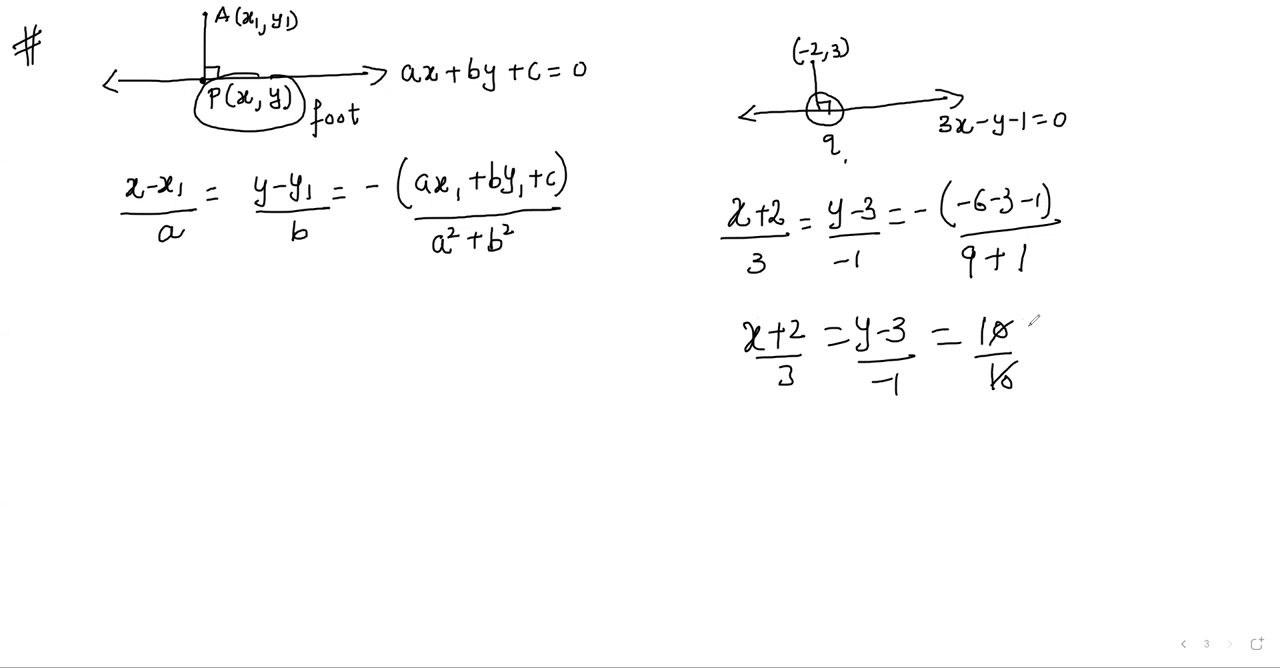 #
A(x₁, y₁)
ax + by + c = 0
P(x, y)
foot
x-x₁/a = y-y₁/b = -(ax₁ + by₁ + c)/a² + b²
(-2, 3)
3x-y-1=0
q.
x+2/3 = y-3/-1 = -(-6-3-1)/9+1
x+2/3 = y-3/-1 = 10/10
3